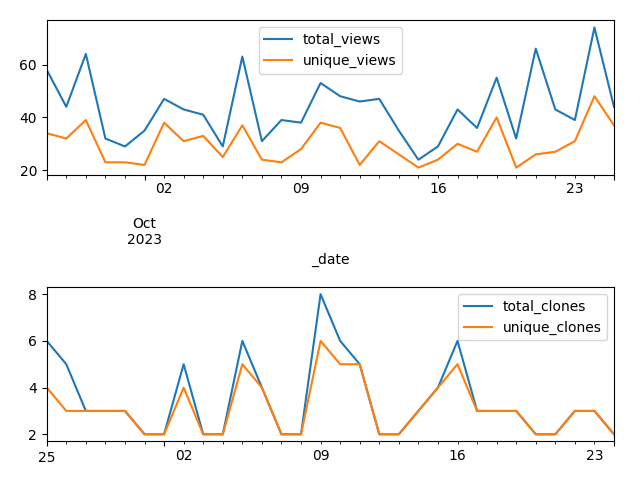 total_views
unique_views
60
40
20
02 09 16 23
Oct
2023
_date
total_clones
unique_clones
8
6
4
2
25 02 09 16 23